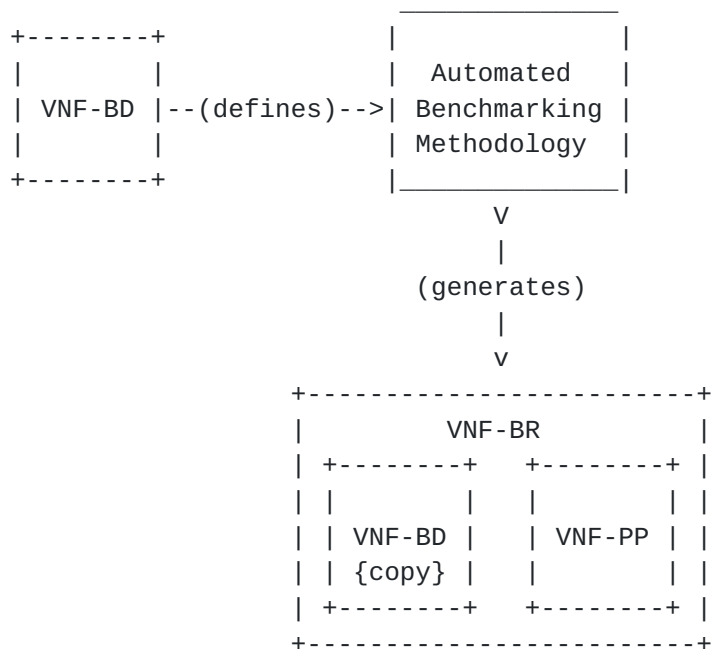 Automated
VNF-BD --(defines)--> Benchmarking
Methodology
V
(generates)
v
VNF-BR
VNF-BD VNF-PP
{copy}